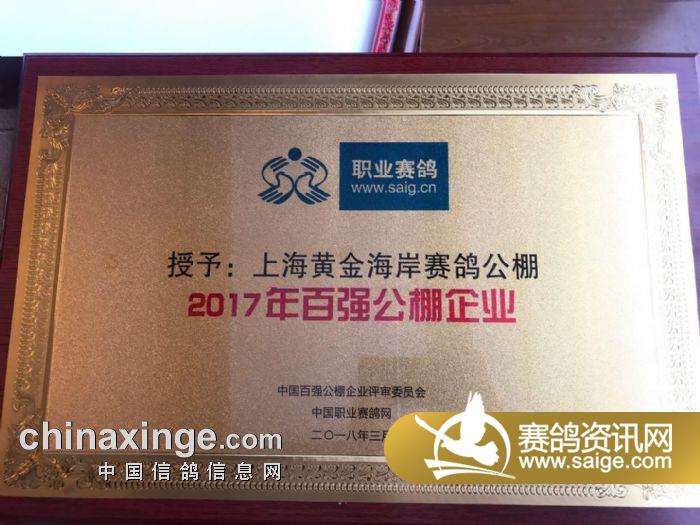 职业赛鸽
www.saig.cn
授予：上海黄金海岸赛鸽公棚
2017年百强公棚企业
中国百强公棚企业评审委员会
中国职业赛鸽网
二〇一八年三月
chinaxinge.com
中国信鸽信息网
赛鸽资讯网
www.saige.com